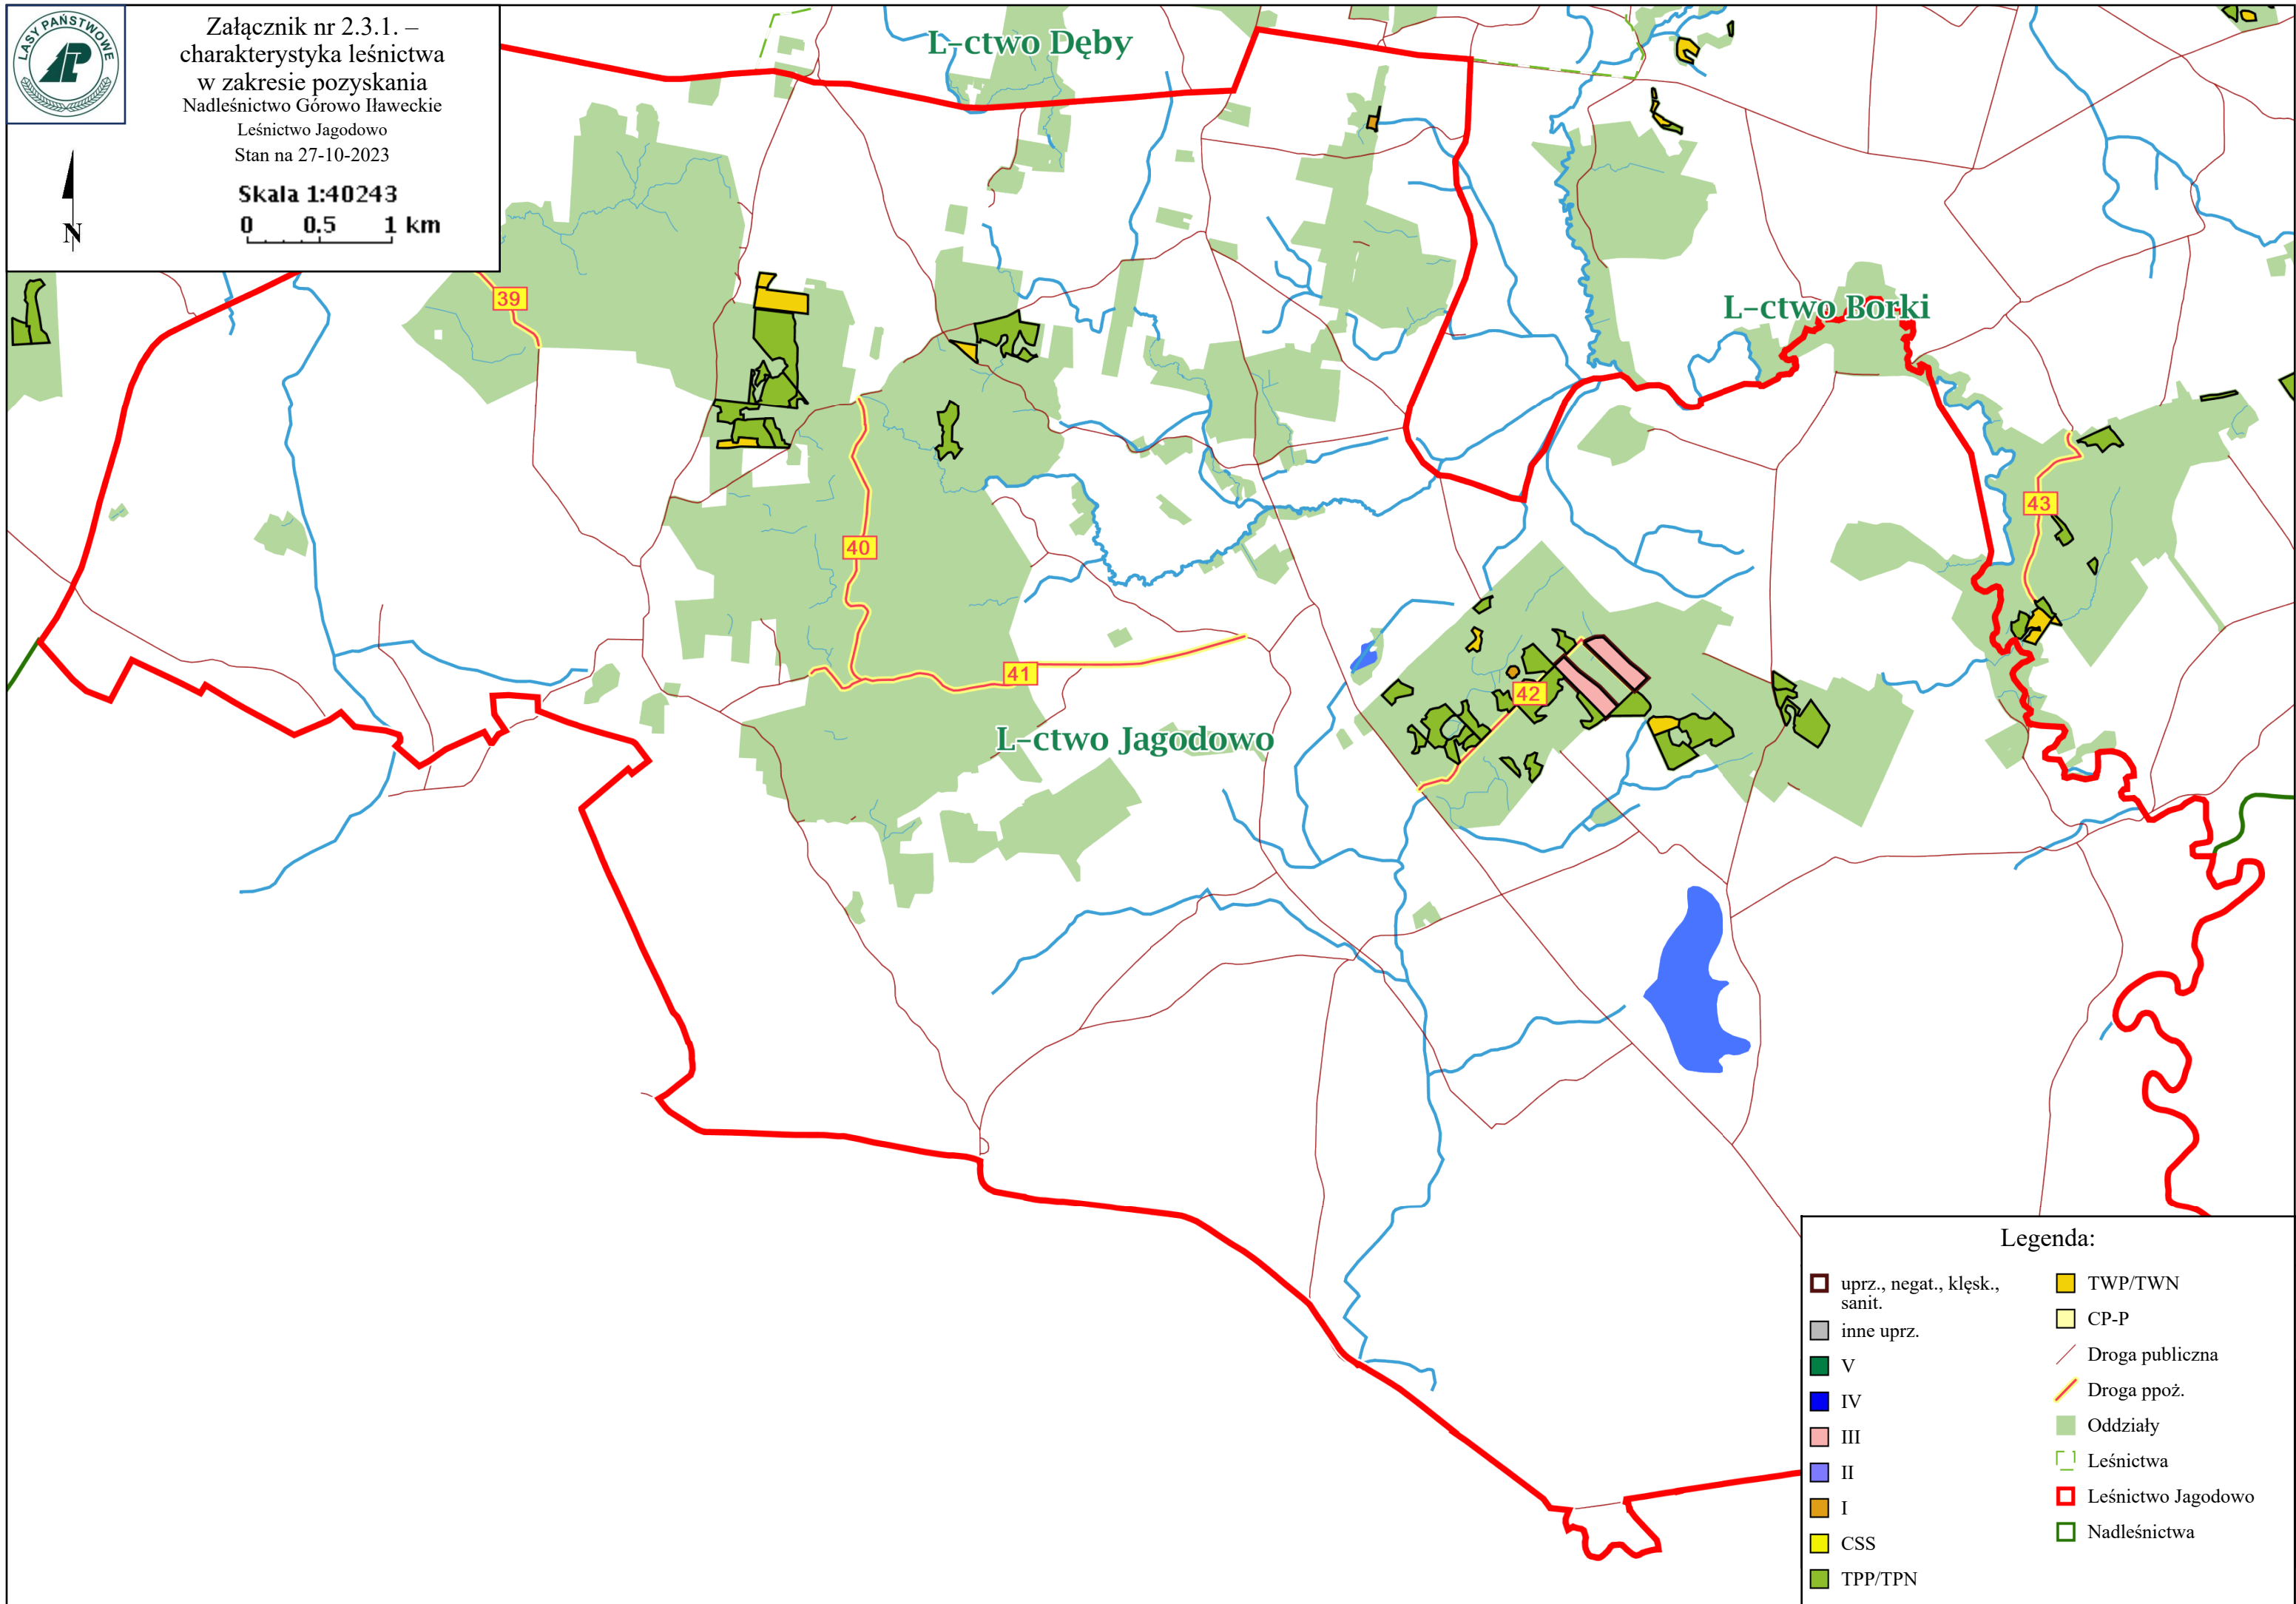 LASY PAŃSTWOWE
Załącznik nr 2.3.1. –
charakterystyka leśnictwa
w zakresie pozyskania
Nadleśnictwo Górowo Iławeckie
Leśnictwo Jagodowo
Stan na 27-10-2023
Skala 1:40243
0 0.5 1 km
N
L-ctwo Dęby
L-ctwo Borki
39
40
41
43
42
L-ctwo Jagodowo
Legenda:
uprz., negat., klęsk.,
sanit.
inne uprz.
V
IV
III
II
I
CSS
TPP/TPN
TWP/TWN
CP-P
Droga publiczna
Droga ppoż.
Oddziały
Leśnictwa
Leśnictwo Jagodowo
Nadleśnictwa